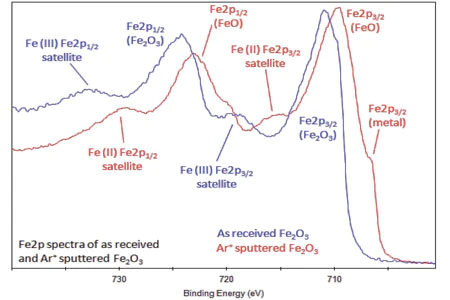 Fe2p₁/₂
(FeO)
Fe2p₃/₂
(FeO)
Fe2p₁/₂
(Fe₂O₃)
Fe (III) Fe2p₁/₂
satellite
Fe (II) Fe2p₃/₂
satellite
Fe2p₃/₂
(metal)
Fe2p₃/₂
(Fe₂O₃)
Fe (II) Fe2p₁/₂
satellite
Fe (III) Fe2p₃/₂
satellite
As received Fe₂O₃
Ar⁺ sputtered Fe₂O₃
Fe2p spectra of as received
and Ar⁺ sputtered Fe₂O₃
730
720
710
Binding Energy (eV)